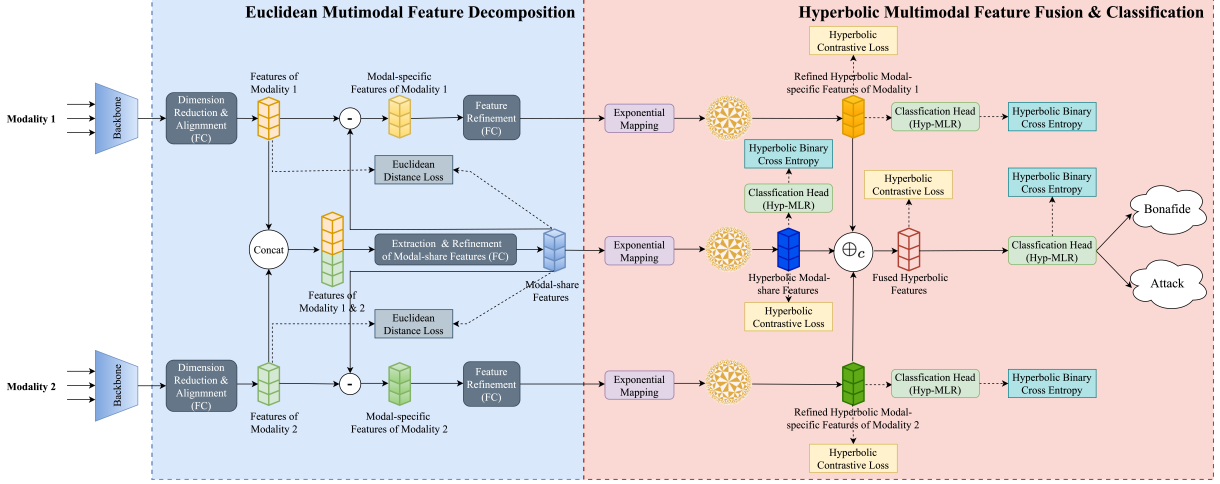 Euclidean Mutimodal Feature Decomposition
Hyperbolic Multimodal Feature Fusion & Classification
Modality 1
Backbone
Dimension
Reduction &
Alignmnent
(FC)
Features of
Modality 1
-
Modal-specific
Features of Modality 1
Feature
Refinement
(FC)
Exponential
Mapping
Hyperbolic
Contrastive Loss
Refined Hyperbolic Modal-
specific Features of Modality 1
Classfication Head
(Hyp-MLR)
Hyperbolic Binary
Cross Entropy
Euclidean
Distance Loss
Hyperbolic Binary
Cross Entropy
Classfication Head
(Hyp-MLR)
Hyperbolic
Contrastive Loss
Hyperbolic Binary
Cross Entropy
Concat
Features of
Modality 1 & 2
Extraction & Refinement
of Modal-share Features (FC)
Modal-share
Features
Exponential
Mapping
Hyperbolic Modal-
share Features
Hyperbolic
Contrastive Loss
⊕c
Fused Hyperbolic
Features
Classfication Head
(Hyp-MLR)
Bonafide
Attack
Euclidean
Distance Loss
Modality 2
Backbone
Dimension
Reduction &
Alignmnent
(FC)
Features of
Modality 2
-
Modal-specific
Features of Modality 2
Feature
Refinement
(FC)
Exponential
Mapping
Refined Hyperbolic Modal-
specific Features of Modality 2
Classfication Head
(Hyp-MLR)
Hyperbolic Binary
Cross Entropy
Hyperbolic
Contrastive Loss